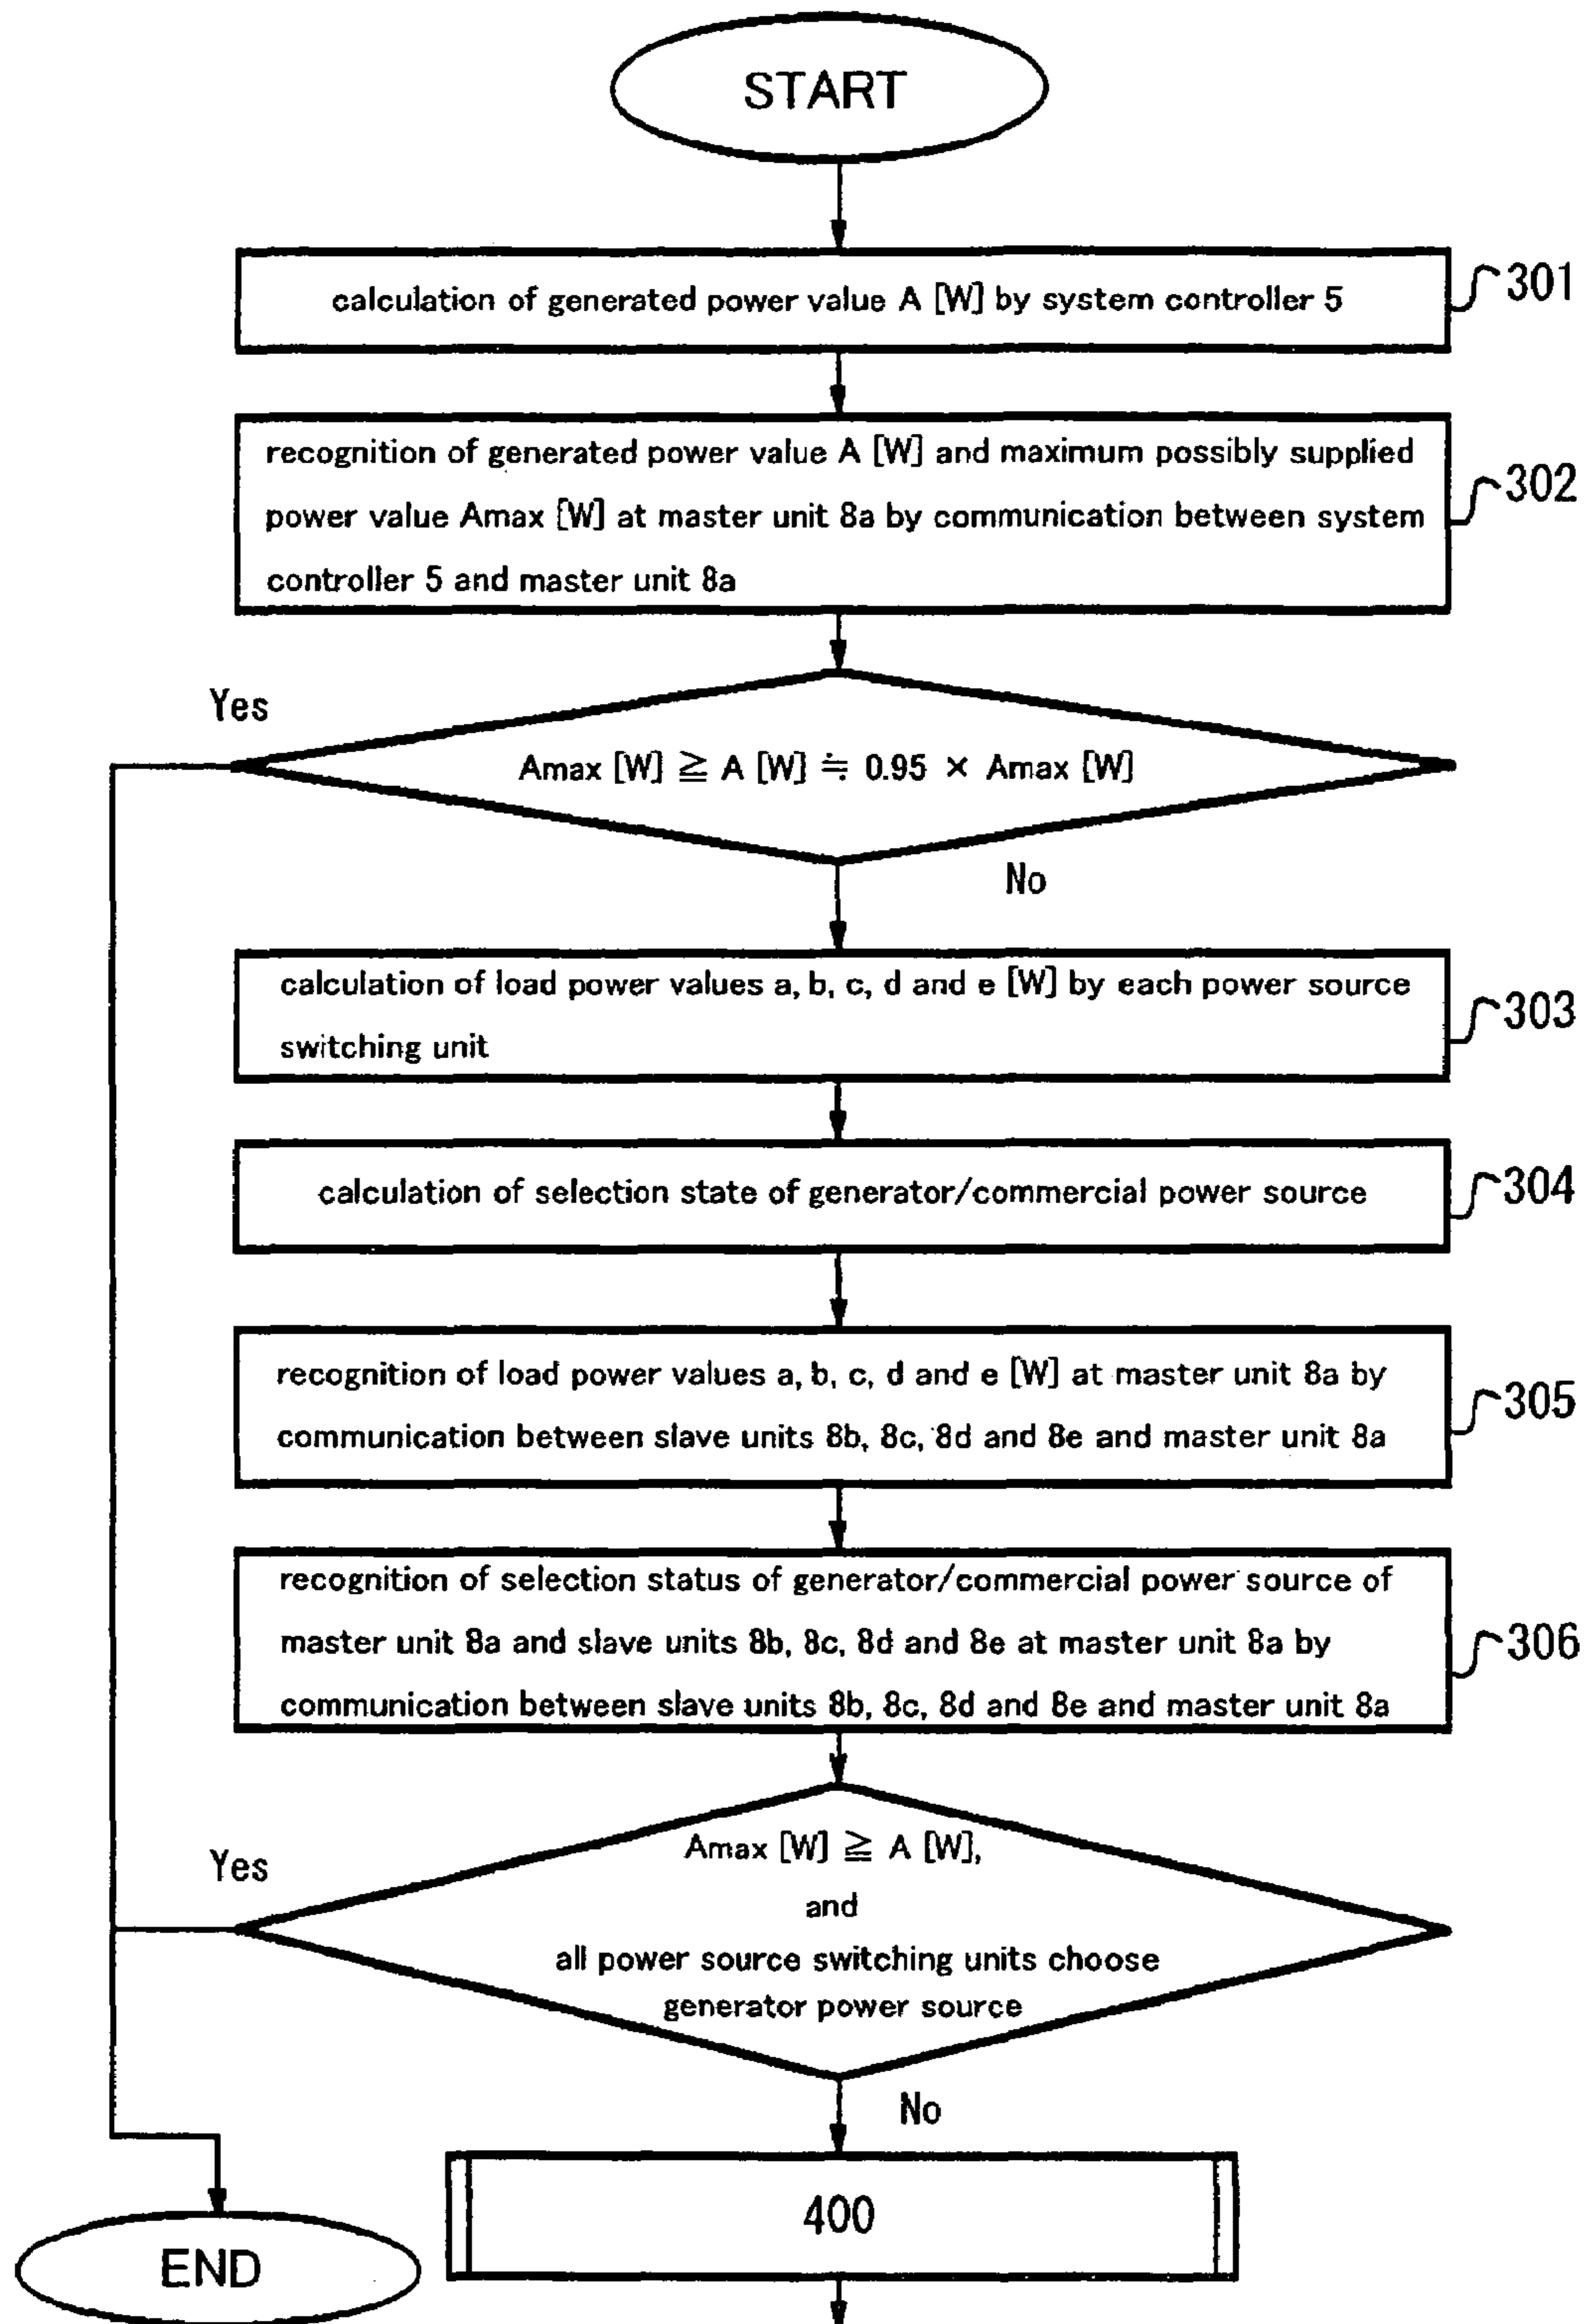 START
calculation of generated power value A [W] by system controller 5
301
recognition of generated power value A [W] and maximum possibly supplied
power value Amax [W] at master unit 8a by communication between system
controller 5 and master unit 8a
302
Yes
Amax [W] ≧ A [W] ≒ 0.95 × Amax [W]
No
calculation of load power values a, b, c, d and e [W] by each power source
switching unit
303
calculation of selection state of generator/commercial power source
304
recognition of load power values a, b, c, d and e [W] at master unit 8a by
communication between slave units 8b, 8c, 8d and 8e and master unit 8a
305
recognition of selection status of generator/commercial power source of
master unit 8a and slave units 8b, 8c, 8d and 8e at master unit 8a by
communication between slave units 8b, 8c, 8d and 8e and master unit 8a
306
Yes
Amax [W] ≧ A [W],
and
all power source switching units choose
generator power source
No
400
END